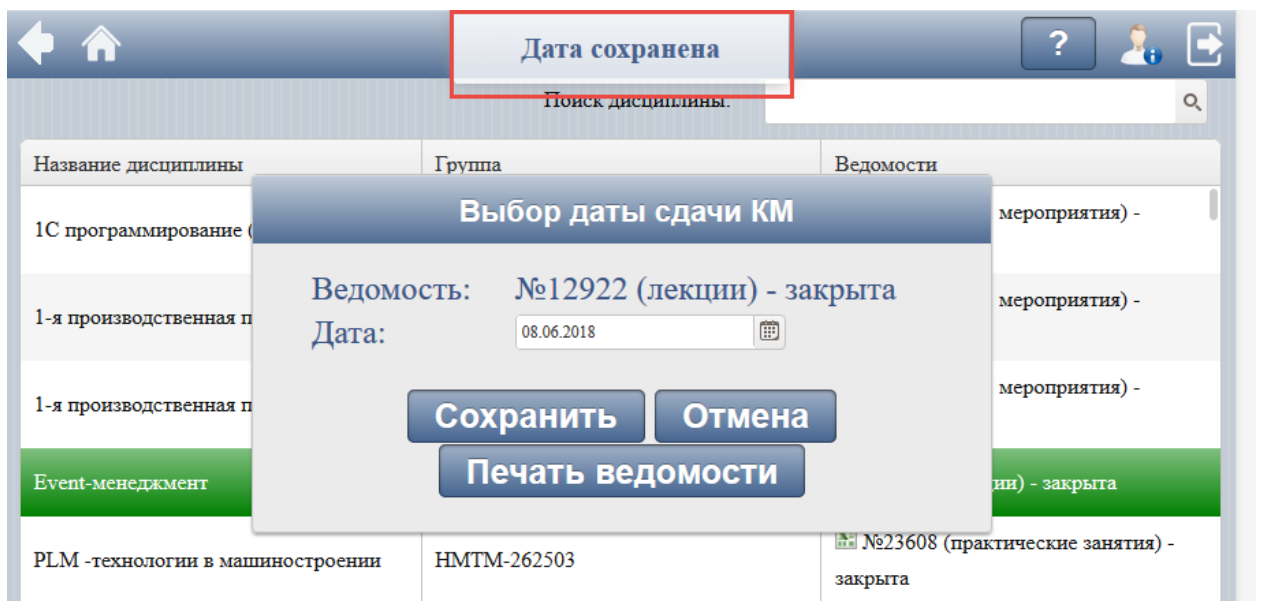 Дата сохранена
?
Поиск дисциплины:
Название дисциплины
Группа
Ведомости
Выбор даты сдачи КМ
1С программирование (
мероприятия) -
Ведомость:
№12922 (лекции) - закрыта
1-я производственная п
мероприятия) -
Дата:
08.06.2018
1-я производственная п
мероприятия) -
Сохранить
Отмена
Печать ведомости
Event-менеджмент
ции) - закрыта
PLM -технологии в машиностроении
НМТМ-262503
№23608 (практические занятия) -
закрыта